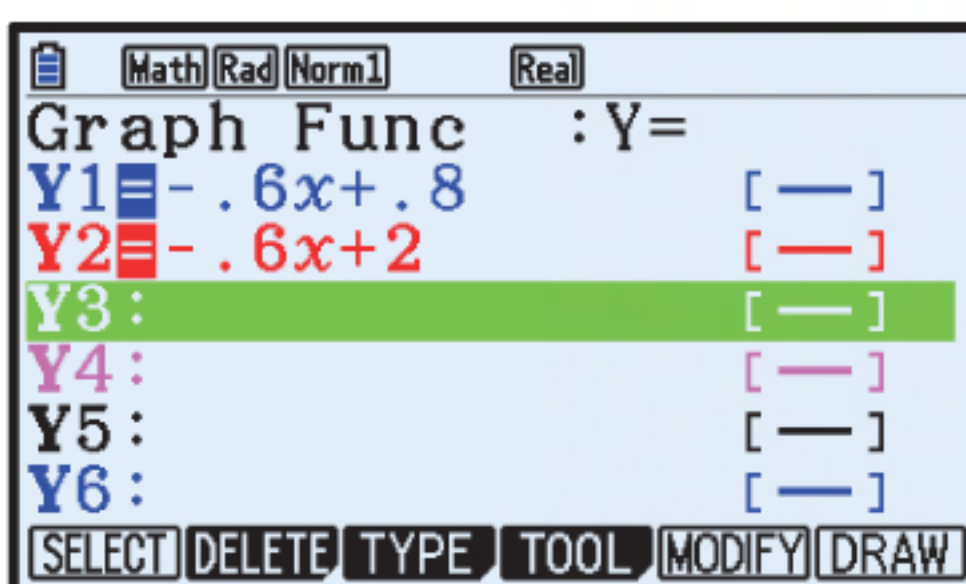 Math Rad Norm1 Real
Graph Func :Y=
Y1=-.6x+.8 [—]
Y2=-.6x+2 [—]
Y3: [—]
Y4: [—]
Y5: [—]
Y6: [—]
SELECT DELETE TYPE TOOL MODIFY DRAW